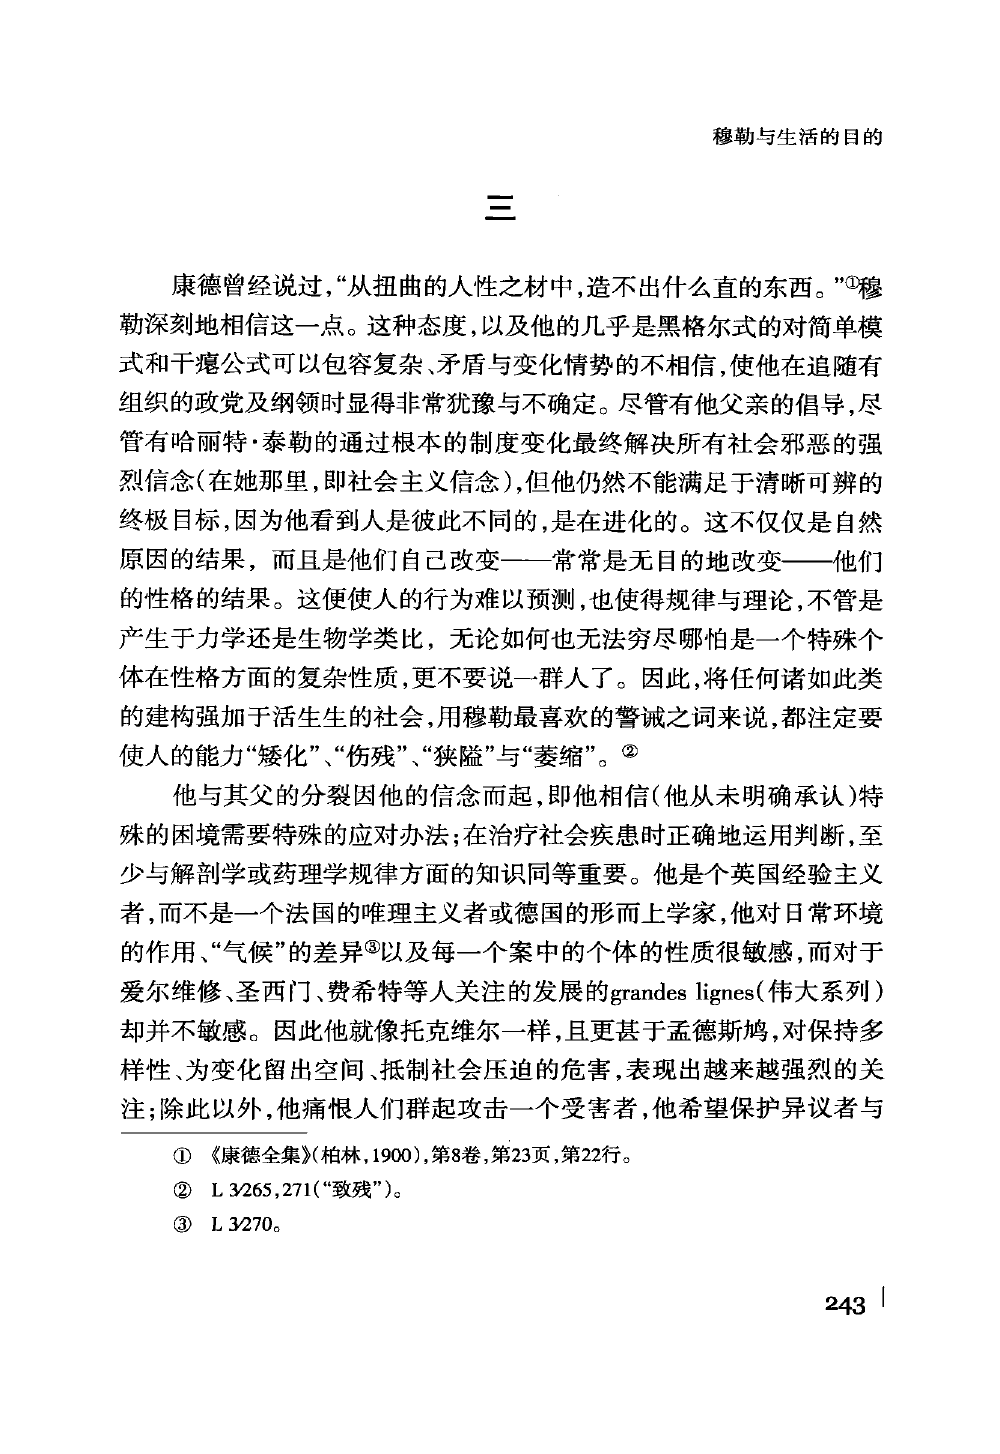 穆勒与生活的目的
三
康德曾经说过,“从扭曲的人性之材中,造不出什么直的东西。”①穆
勒深刻地相信这一点。这种态度,以及他的几乎是黑格尔式的对简单模
式和干瘪公式可以包容复杂、矛盾与变化情势的不相信,使他在追随有
组织的政党及纲领时显得非常犹豫与不确定。尽管有他父亲的倡导,尽
管有哈丽特·泰勒的通过根本的制度变化最终解决所有社会邪恶的强
烈信念(在她那里,即社会主义信念),但他仍然不能满足于清晰可辨的
终极目标,因为他看到人是彼此不同的,是在进化的。这不仅仅是自然
原因的结果，而且是他们自己改变——常常是无目的地改变——他们
的性格的结果。这便使人的行为难以预测,也使得规律与理论,不管是
产生于力学还是生物学类比，无论如何也无法穷尽哪怕是一个特殊个
体在性格方面的复杂性质,更不要说一群人了。因此,将任何诸如此类
的建构强加于活生生的社会,用穆勒最喜欢的警诫之词来说,都注定要
使人的能力“矮化”、“伤残”、“狭隘”与“萎缩”。②
他与其父的分裂因他的信念而起,即他相信(他从未明确承认)特
殊的困境需要特殊的应对办法;在治疗社会疾患时正确地运用判断,至
少与解剖学或药理学规律方面的知识同等重要。他是个英国经验主义
者,而不是一个法国的唯理主义者或德国的形而上学家,他对日常环境
的作用、“气候”的差异③以及每一个案中的个体的性质很敏感,而对于
爱尔维修、圣西门、费希特等人关注的发展的grandes lignes(伟大系列)
却并不敏感。因此他就像托克维尔一样,且更甚于孟德斯鸠,对保持多
样性、为变化留出空间、抵制社会压迫的危害,表现出越来越强烈的关
注;除此以外,他痛恨人们群起攻击一个受害者,他希望保护异议者与
① 《康德全集》(柏林,1900),第8卷,第23页,第22行。
② L 3/265,271(“致残”)。
③ L 3/270。
243